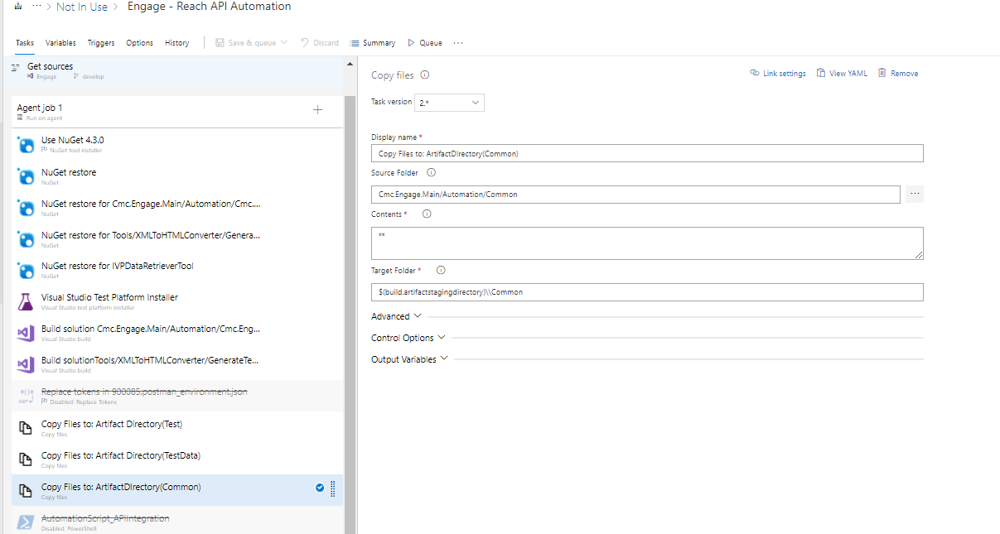 ··· > Not In Use > Engage - Reach API Automation
Tasks Variables Triggers Options History Save & queue Discard Summary Queue ···
Get sources
Engage develop
Agent job 1
Run on agent
Use NuGet 4.3.0
NuGet tool installer
NuGet restore
NuGet
NuGet restore for Cmc.Engage.Main/Automation/Cmc....
NuGet
NuGet restore for Tools/XMLToHTMLConverter/Genera...
NuGet
NuGet restore for IVPDataRetrieverTool
NuGet
Visual Studio Test Platform Installer
Visual Studio test platform installer
Build solution Cmc.Engage.Main/Automation/Cmc.Eng...
Visual Studio build
Build solutionTools/XMLToHTMLConverter/GenerateTe...
Visual Studio build
Replace tokens in 900085.postman_environment.json
Disabled: Replace Tokens
Copy Files to: Artifact Directory(Test)
Copy files
Copy Files to: Artifact Directory(TestData)
Copy files
Copy Files to: ArtifactDIrectory(Common)
Copy files
AutomationScript_APIIntegration
Disabled: PowerShell
Copy files
Link settings View YAML Remove
Task version 2.*
Display name *
Copy Files to: ArtifactDIrectory(Common)
Source Folder
Cmc.Engage.Main/Automation/Common
···
Contents *
**
Target Folder *
$(build.artifactstagingdirectory)\\Common
Advanced
Control Options
Output Variables